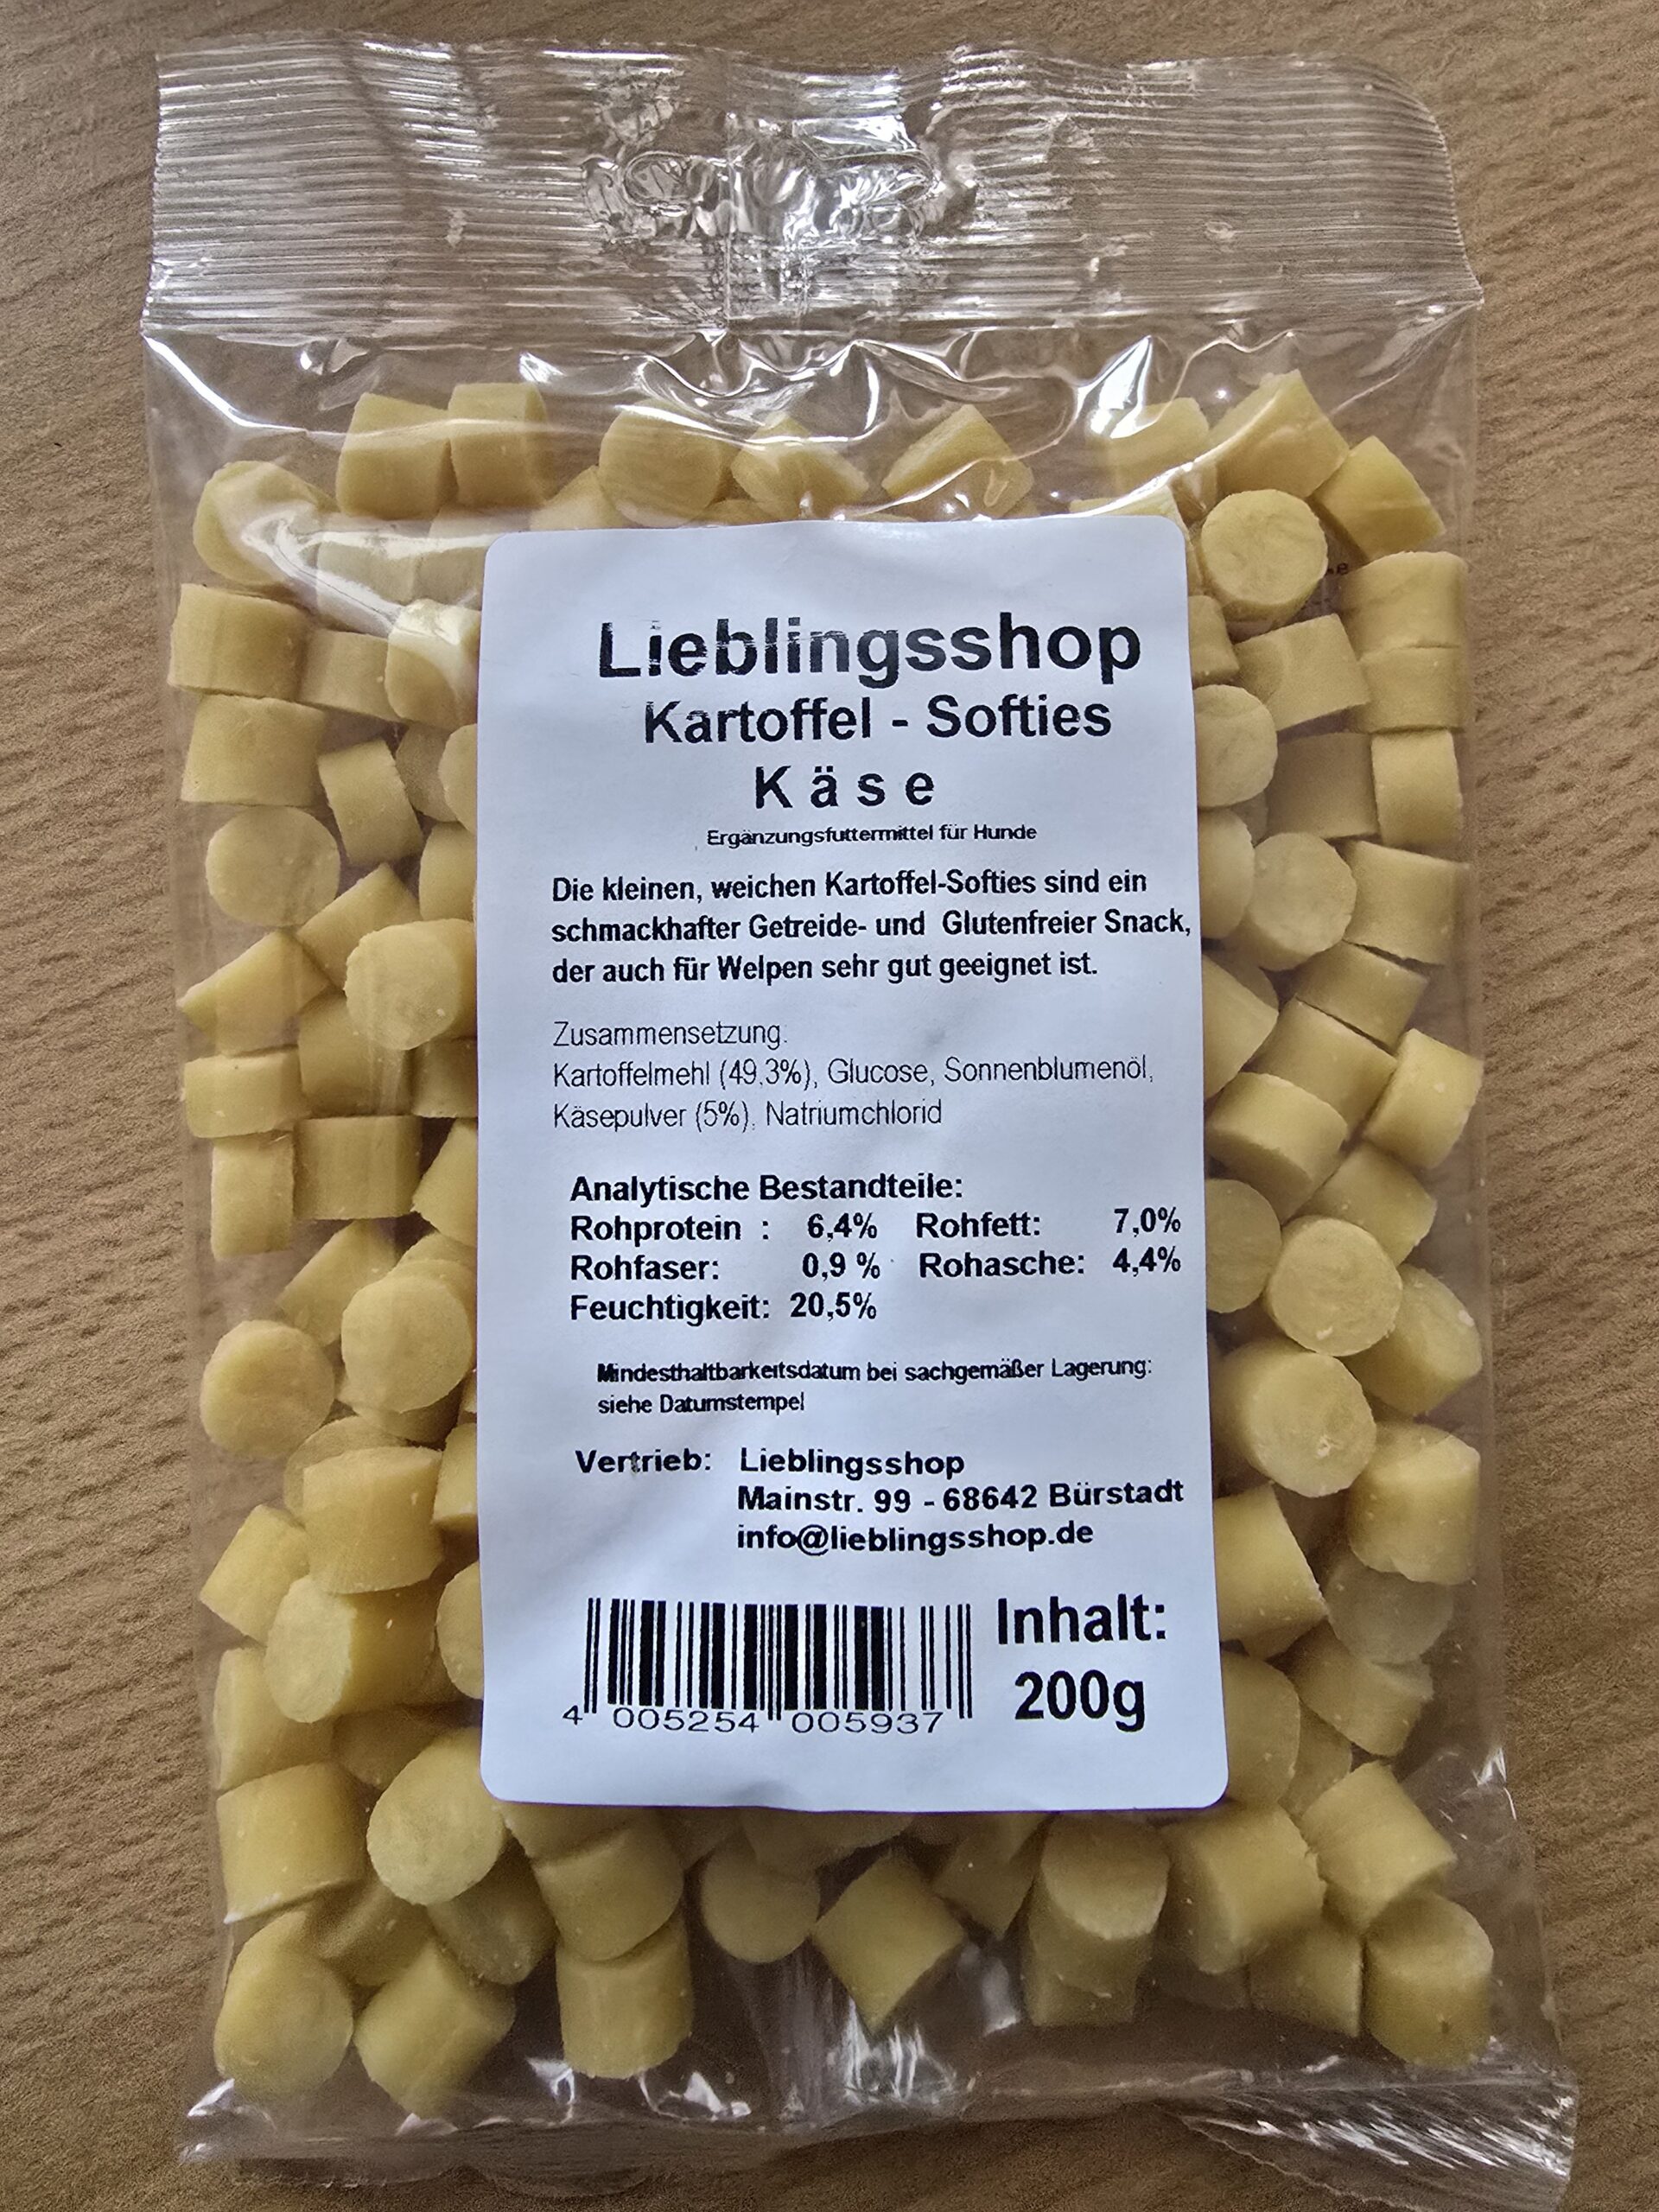 Lieblingsshop
Kartoffel - Softies
K ä s e
Ergänzungsfuttermittel für Hunde
Die kleinen, weichen Kartoffel-Softies sind ein
schmackhafter Getreide- und Glutenfreier Snack,
der auch für Welpen sehr gut geeignet ist.
Zusammensetzung:
Kartoffelmehl (49,3%), Glucose, Sonnenblumenöl,
Käsepulver (5%), Natriumchlorid
Analytische Bestandteile:
Rohprotein : 6,4% Rohfett: 7,0%
Rohfaser: 0,9 % Rohasche: 4,4%
Feuchtigkeit: 20,5%
Mindesthaltbarkeitsdatum bei sachgemäßer Lagerung:
siehe Datumstempel
Vertrieb: Lieblingsshop
Mainstr. 99 - 68642 Bürstadt
info@lieblingsshop.de
Inhalt:
200g
4 005254 005937